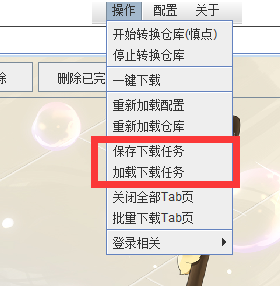 操作 配置 关于
开始转换仓库(慎点)
停止转换仓库
一键下载
除 删除已完
重新加载配置
重新加载仓库
保存下载任务
加载下载任务
关闭全部Tab页
批量下载Tab页
登录相关